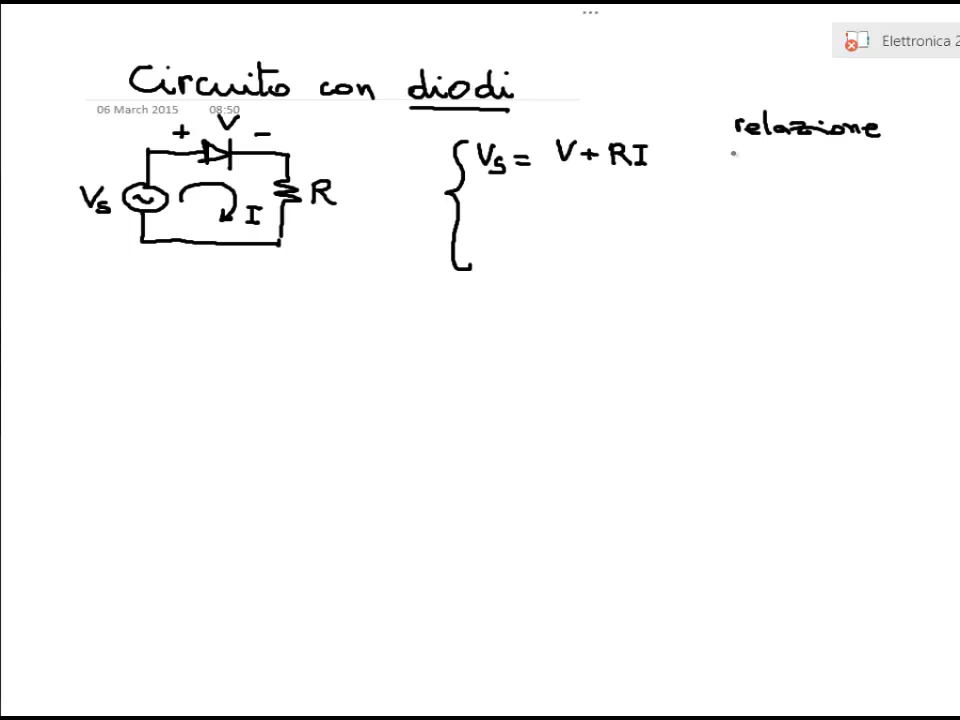 ...
Elettronica 2
Circuito con diodi
06 March 2015 08:50
+ V -
Vs
R
I
Vs = V + RI
relazione